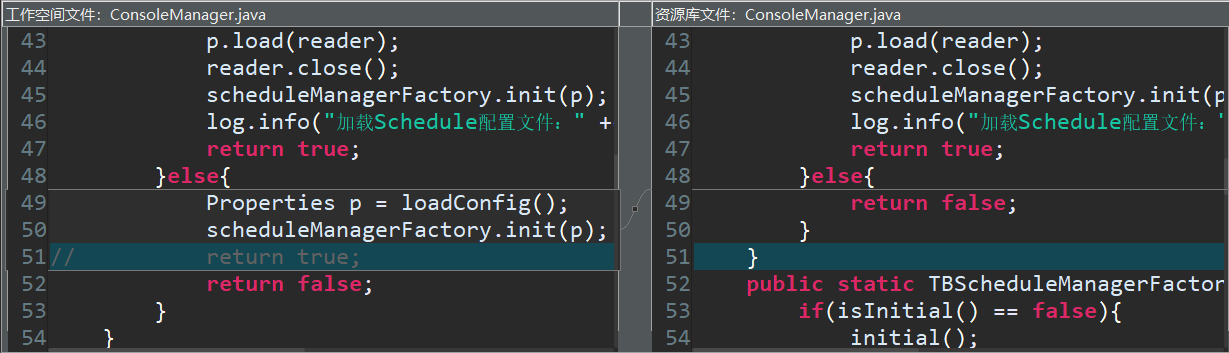 工作空间文件：ConsoleManager.java
43 p.load(reader);
44 reader.close();
45 scheduleManagerFactory.init(p);
46 log.info("加载Schedule配置文件：" +
47 return true;
48 }else{
49 Properties p = loadConfig();
50 scheduleManagerFactory.init(p);
51 // return true;
52 return false;
53 }
54 }
资源库文件：ConsoleManager.java
43 p.load(reader);
44 reader.close();
45 scheduleManagerFactory.init(p
46 log.info("加载Schedule配置文件："
47 return true;
48 }else{
49 return false;
50 }
51 }
52 public static TBScheduleManagerFactor
53 if(isInitial() == false){
54 initial();